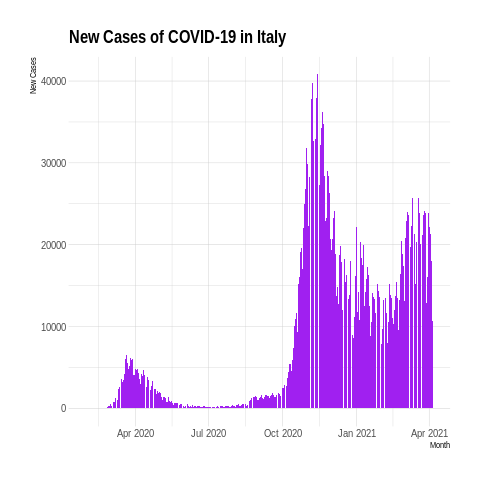 New Cases of COVID-19 in Italy
New Cases
40000
30000
20000
10000
0
Apr 2020 Jul 2020 Oct 2020 Jan 2021 Apr 2021
Month